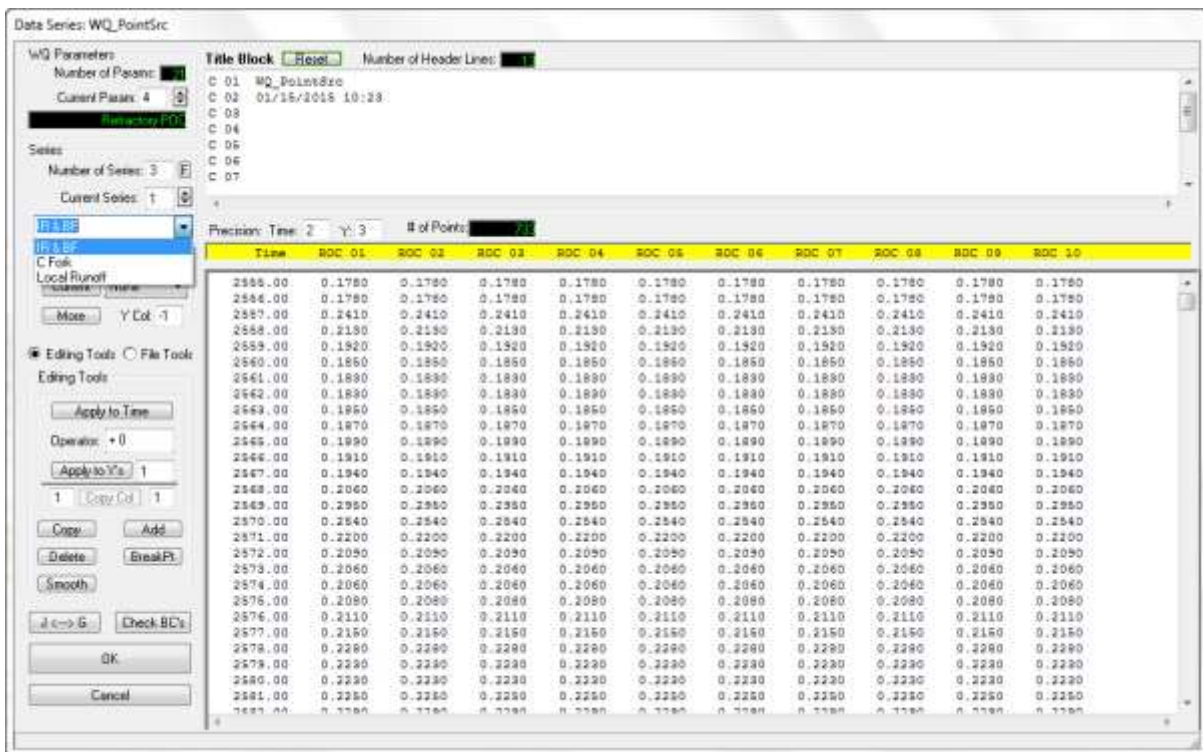 Data Series: WQ_PointSrc
WQ Parameters
Number of Params:
Current Param: 4
Refractory POC
Series
Number of Series: 3 F
Current Series: 1
IR & BF
IR & BF
C Fork
Local Runoff
Current None
More Y Col -1
Editing Tools File Tools
Editing Tools
Apply to Time
Operator: + 0
Apply to Y's 1
1 Copy Col 1
Copy Add
Delete BreakPt
Smooth
J <--> G Check BC's
OK
Cancel
Title Block Reset Number of Header Lines:
C 01 WQ_PointSrc
C 02 01/15/2015 10:23
C 03
C 04
C 05
C 06
C 07
Precision: Time: 2 Y: 3 # of Points:
Time ROC 01 ROC 02 ROC 03 ROC 04 ROC 05 ROC 06 ROC 07 ROC 08 ROC 09 ROC 10
2555.00 0.1780 0.1780 0.1780 0.1780 0.1780 0.1780 0.1780 0.1780 0.1780 0.1780
2556.00 0.1780 0.1780 0.1780 0.1780 0.1780 0.1780 0.1780 0.1780 0.1780 0.1780
2557.00 0.2410 0.2410 0.2410 0.2410 0.2410 0.2410 0.2410 0.2410 0.2410 0.2410
2558.00 0.2130 0.2130 0.2130 0.2130 0.2130 0.2130 0.2130 0.2130 0.2130 0.2130
2559.00 0.1920 0.1920 0.1920 0.1920 0.1920 0.1920 0.1920 0.1920 0.1920 0.1920
2560.00 0.1850 0.1850 0.1850 0.1850 0.1850 0.1850 0.1850 0.1850 0.1850 0.1850
2561.00 0.1830 0.1830 0.1830 0.1830 0.1830 0.1830 0.1830 0.1830 0.1830 0.1830
2562.00 0.1830 0.1830 0.1830 0.1830 0.1830 0.1830 0.1830 0.1830 0.1830 0.1830
2563.00 0.1850 0.1850 0.1850 0.1850 0.1850 0.1850 0.1850 0.1850 0.1850 0.1850
2564.00 0.1870 0.1870 0.1870 0.1870 0.1870 0.1870 0.1870 0.1870 0.1870 0.1870
2565.00 0.1890 0.1890 0.1890 0.1890 0.1890 0.1890 0.1890 0.1890 0.1890 0.1890
2566.00 0.1910 0.1910 0.1910 0.1910 0.1910 0.1910 0.1910 0.1910 0.1910 0.1910
2567.00 0.1940 0.1940 0.1940 0.1940 0.1940 0.1940 0.1940 0.1940 0.1940 0.1940
2568.00 0.2060 0.2060 0.2060 0.2060 0.2060 0.2060 0.2060 0.2060 0.2060 0.2060
2569.00 0.2950 0.2950 0.2950 0.2950 0.2950 0.2950 0.2950 0.2950 0.2950 0.2950
2570.00 0.2540 0.2540 0.2540 0.2540 0.2540 0.2540 0.2540 0.2540 0.2540 0.2540
2571.00 0.2200 0.2200 0.2200 0.2200 0.2200 0.2200 0.2200 0.2200 0.2200 0.2200
2572.00 0.2090 0.2090 0.2090 0.2090 0.2090 0.2090 0.2090 0.2090 0.2090 0.2090
2573.00 0.2060 0.2060 0.2060 0.2060 0.2060 0.2060 0.2060 0.2060 0.2060 0.2060
2574.00 0.2060 0.2060 0.2060 0.2060 0.2060 0.2060 0.2060 0.2060 0.2060 0.2060
2575.00 0.2080 0.2080 0.2080 0.2080 0.2080 0.2080 0.2080 0.2080 0.2080 0.2080
2576.00 0.2110 0.2110 0.2110 0.2110 0.2110 0.2110 0.2110 0.2110 0.2110 0.2110
2577.00 0.2150 0.2150 0.2150 0.2150 0.2150 0.2150 0.2150 0.2150 0.2150 0.2150
2578.00 0.2280 0.2280 0.2280 0.2280 0.2280 0.2280 0.2280 0.2280 0.2280 0.2280
2579.00 0.2230 0.2230 0.2230 0.2230 0.2230 0.2230 0.2230 0.2230 0.2230 0.2230
2580.00 0.2230 0.2230 0.2230 0.2230 0.2230 0.2230 0.2230 0.2230 0.2230 0.2230
2581.00 0.2250 0.2250 0.2250 0.2250 0.2250 0.2250 0.2250 0.2250 0.2250 0.2250